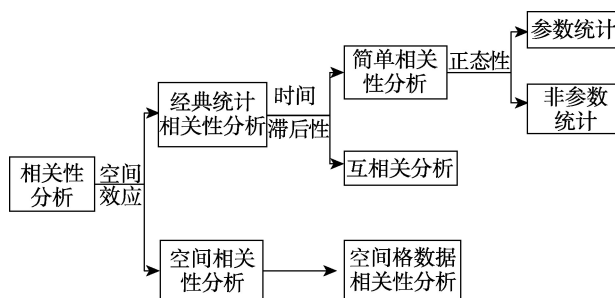 相关性
分析
空间
效应
经典统计
相关性分析
时间
滞后性
简单相关
性分析
正态性
参数统计
非参数
统计
互相关分析
空间相关
性分析
空间格数据
相关性分析